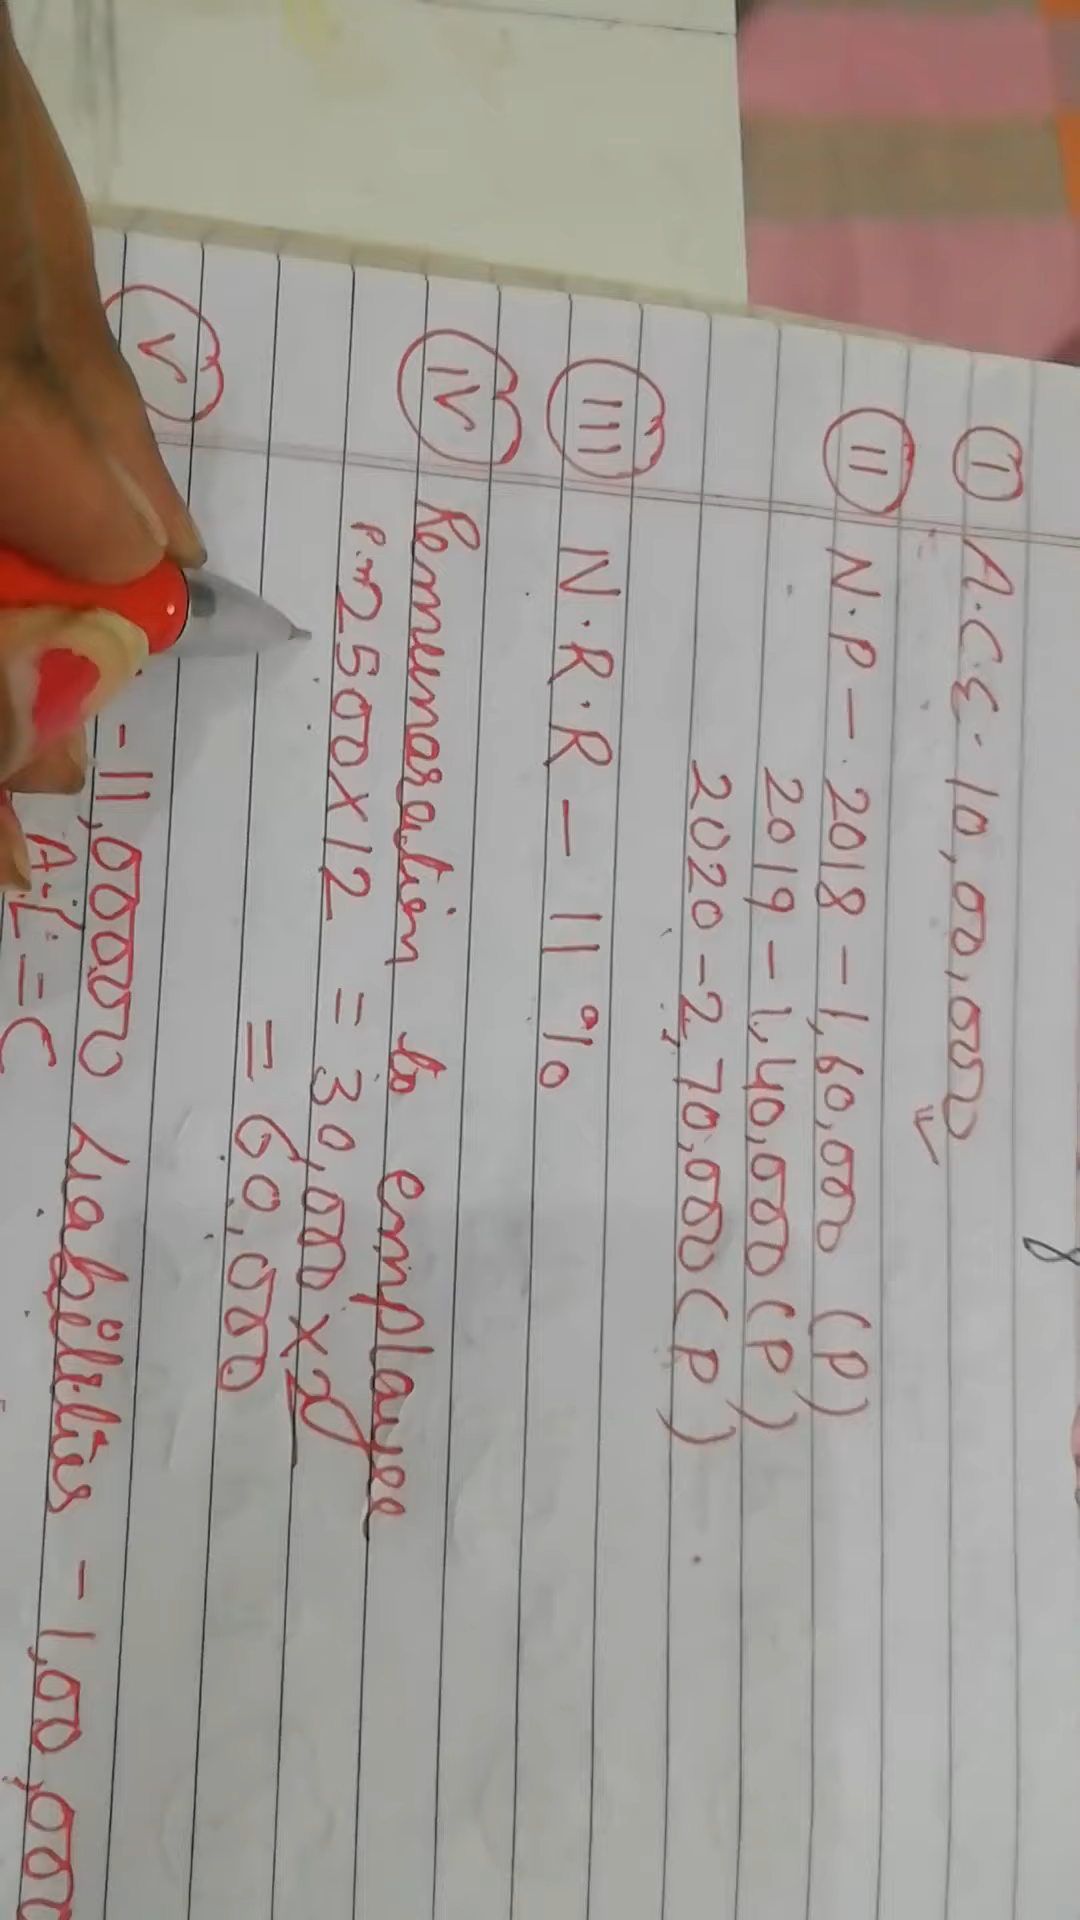 I A.C.E. 10,00,000
II N.P - 2018 - 1,60,000 (P)
2019 - 1,40,000 (P)
2020 - 2,70,000 (P)
III N.R.R - 11%
IV Remuneration to employee
P.m 2500 x 12 = 30,000 x 2
= 60,000
V - 11,00000 Liabilities - 1,00,000
A-L = C